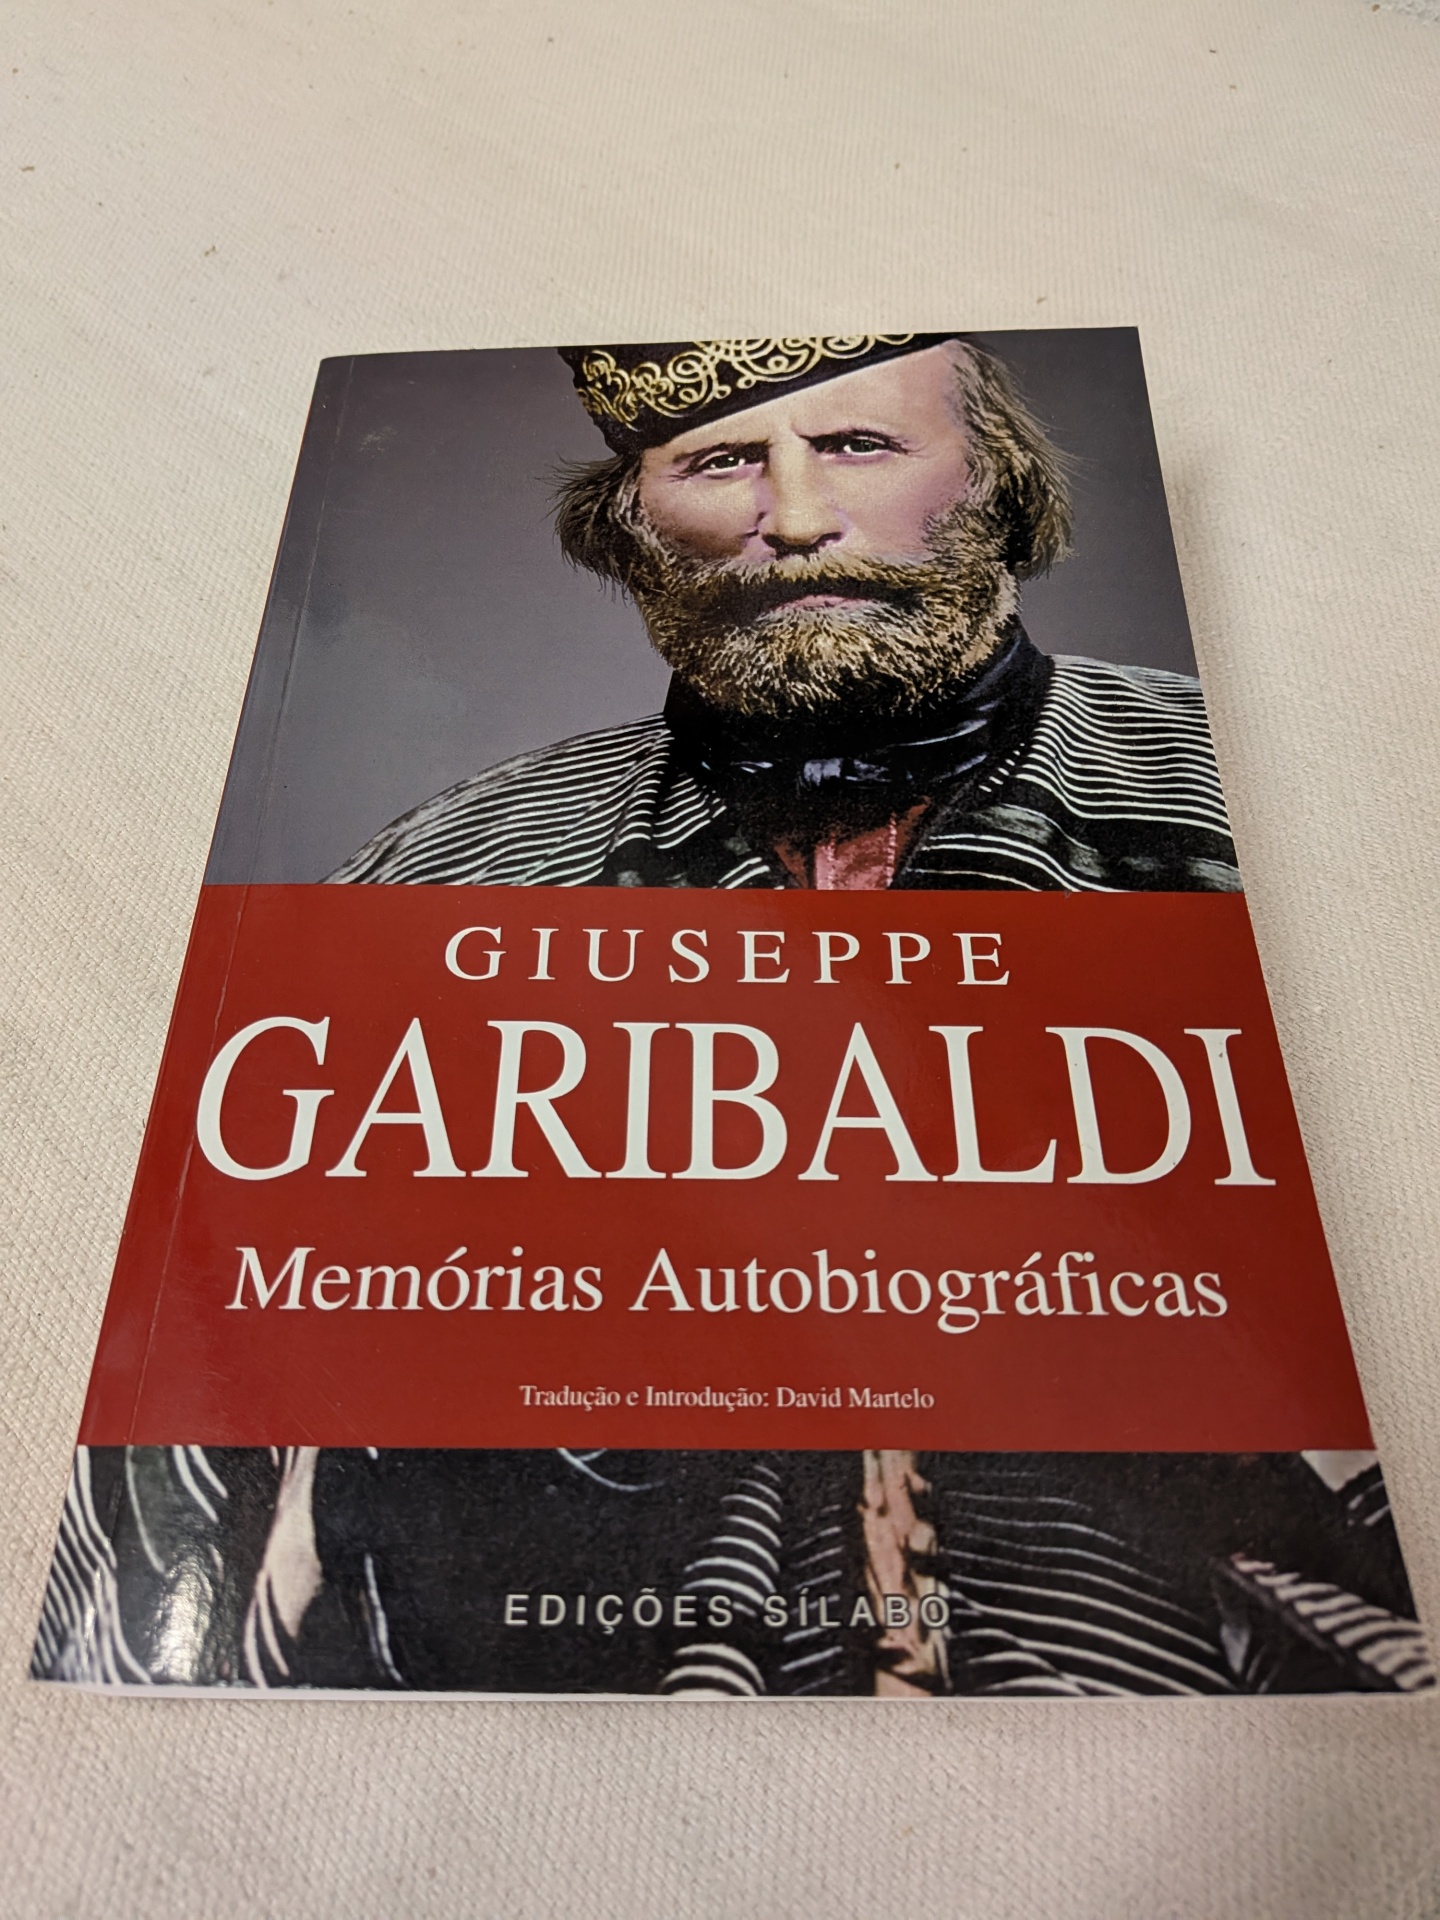 GIUSEPPE
GARIBALDI
Memórias Autobiográficas
Tradução e Introdução: David Martelo
EDIÇÕES SÍLABO